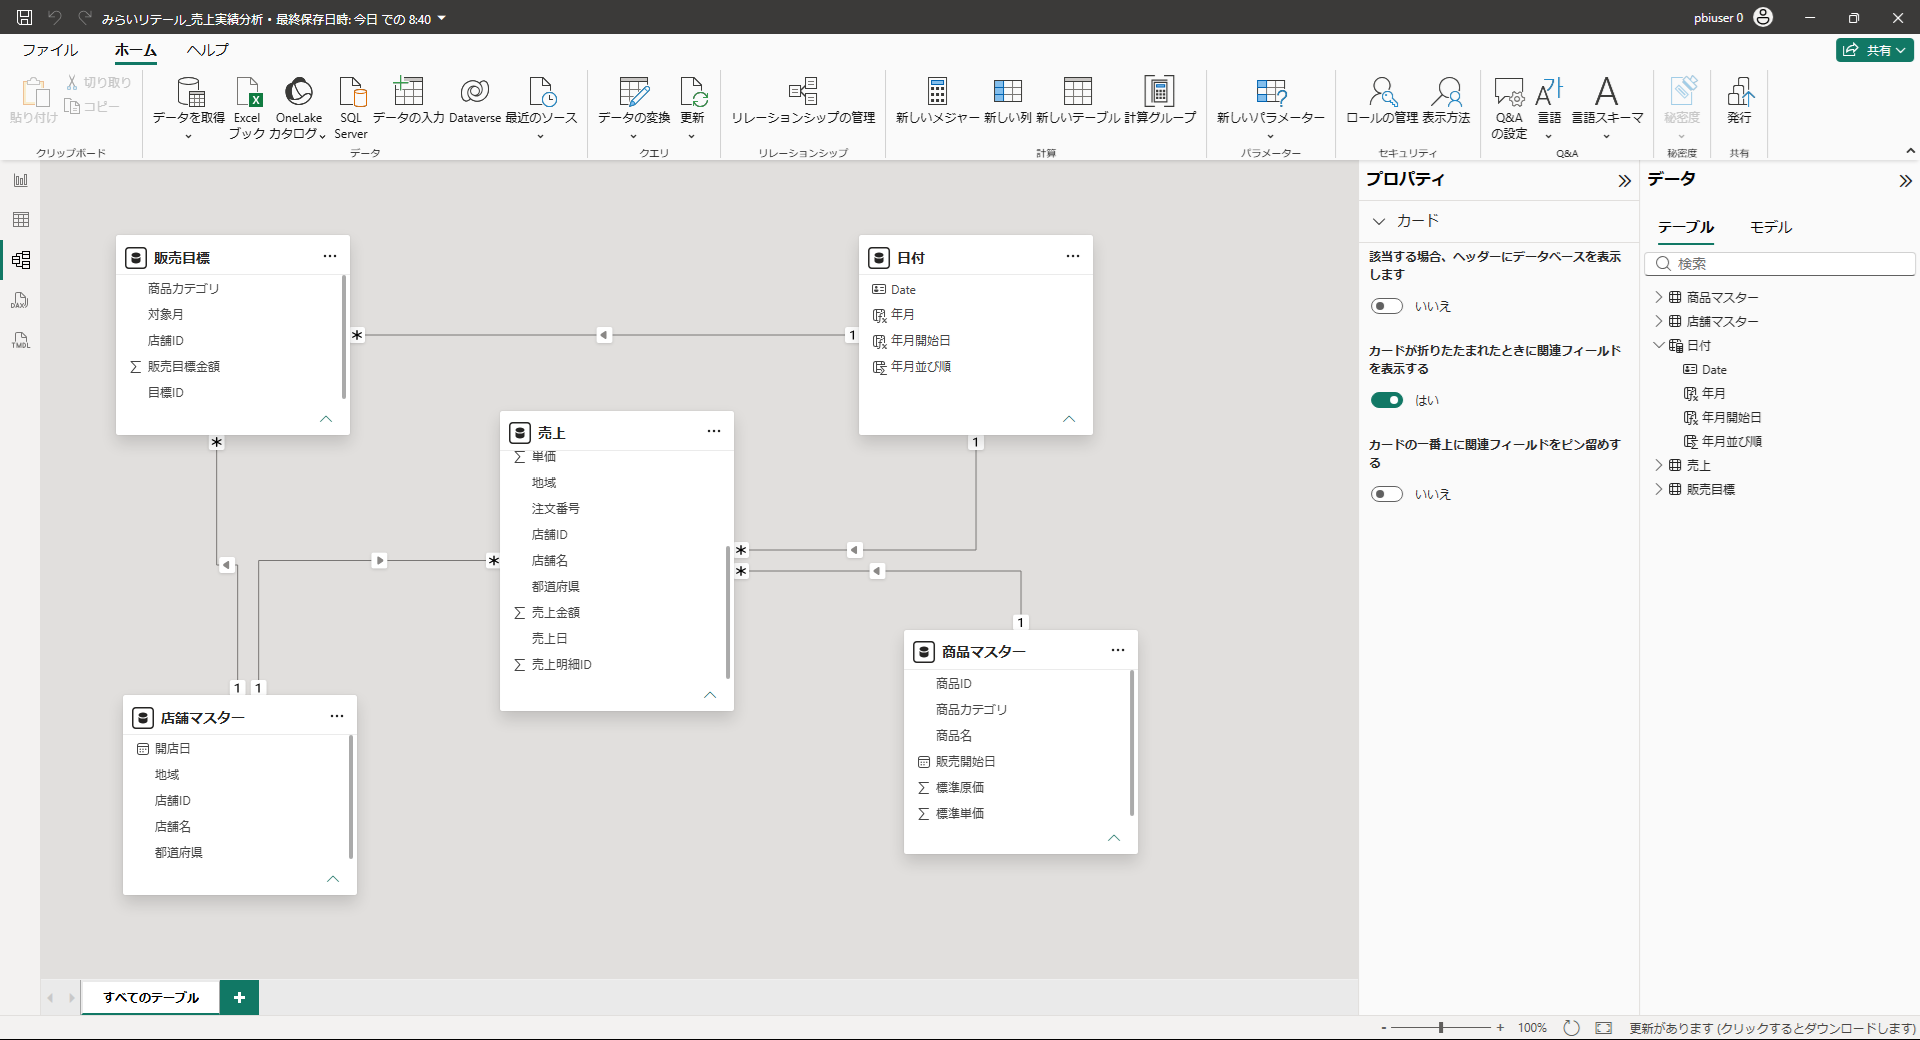 みらいリテール_売上実績分析 • 最終保存日時: 今日 での 8:40
pbiuser 0
ファイル
ホーム
ヘルプ
共有
貼り付け
切り取り
コピー
クリップボード
データを取得
Excel
ブック
OneLake
カタログ
SQL
Server
データの入力
Dataverse
最近のソース
データ
データの変換
更新
クエリ
リレーションシップの管理
リレーションシップ
新しいメジャー
新しい列
新しいテーブル
計算グループ
計算
新しいパラメーター
パラメーター
ロールの管理
表示方法
セキュリティ
Q&A
の設定
言語
言語スキーマ
Q&A
秘密度
秘密度
発行
共有
DAX
TMDL
販売目標
商品カテゴリ
対象月
店舗ID
販売目標金額
目標ID
*
1
*
日付
Date
年月
年月開始日
年月並び順
1
売上
単価
地域
注文番号
店舗ID
店舗名
都道府県
売上金額
売上日
売上明細ID
*
*
*
1
1
1
店舗マスター
開店日
地域
店舗ID
店舗名
都道府県
商品マスター
商品ID
商品カテゴリ
商品名
販売開始日
標準原価
標準単価
プロパティ
カード
該当する場合、ヘッダーにデータベースを表示
します
いいえ
カードが折りたたまれたときに関連フィールド
を表示する
はい
カードの一番上に関連フィールドをピン留めす
る
いいえ
データ
テーブル
モデル
検索
商品マスター
店舗マスター
日付
Date
年月
年月開始日
年月並び順
売上
販売目標
すべてのテーブル
+
- + 100%
更新があります (クリックするとダウンロードします)